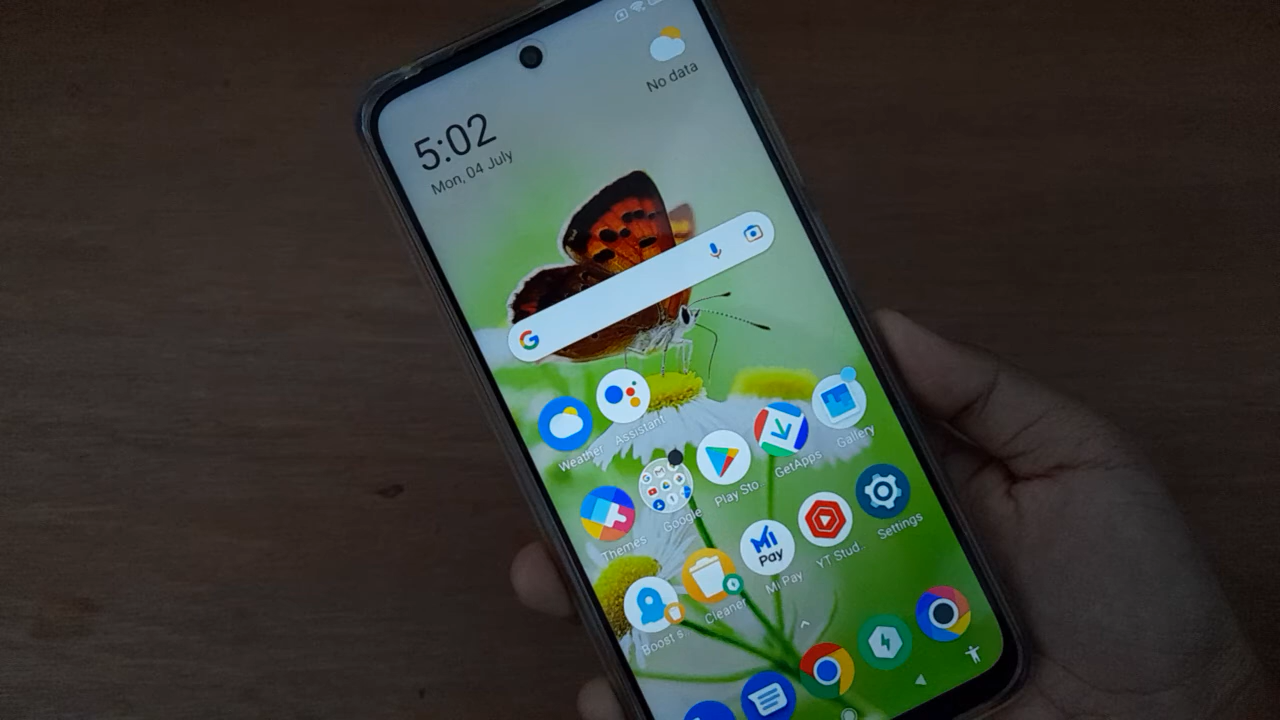 No data
5:02
Mon, 04 July
G
Weather
Assistant
Play Sto
GetApps
Gallery
Themes
Google
Mi
Pay
Mi Pay
YT Stud..
Settings
Boost s
Cleaner